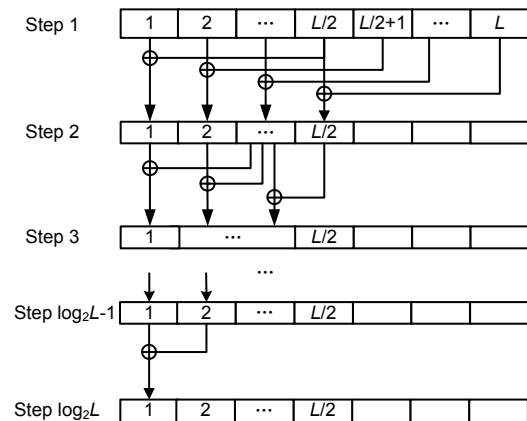 Step 1 1 2 ... L/2 L/2+1 ... L
Step 2 1 2 ... L/2
Step 3 1 ... L/2
...
Step log₂L-1 1 2 ... L/2
Step log₂L 1 2 ... L/2